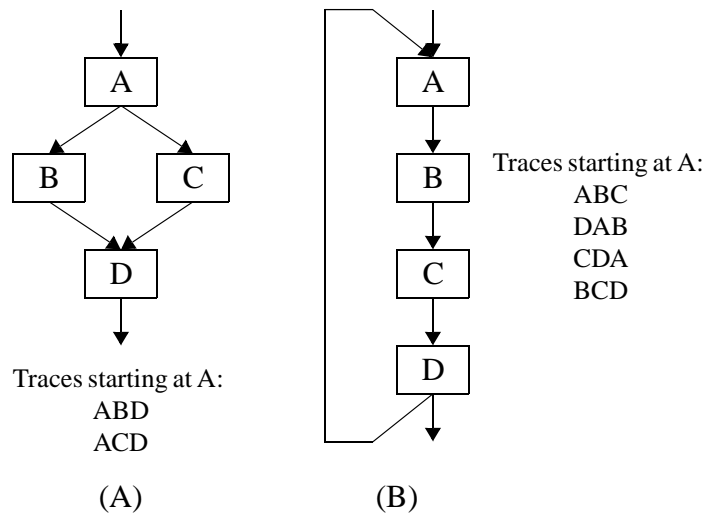 A
B C
D
Traces starting at A:
ABD
ACD
(A)
A
B
C
D
Traces starting at A:
ABC
DAB
CDA
BCD
(B)